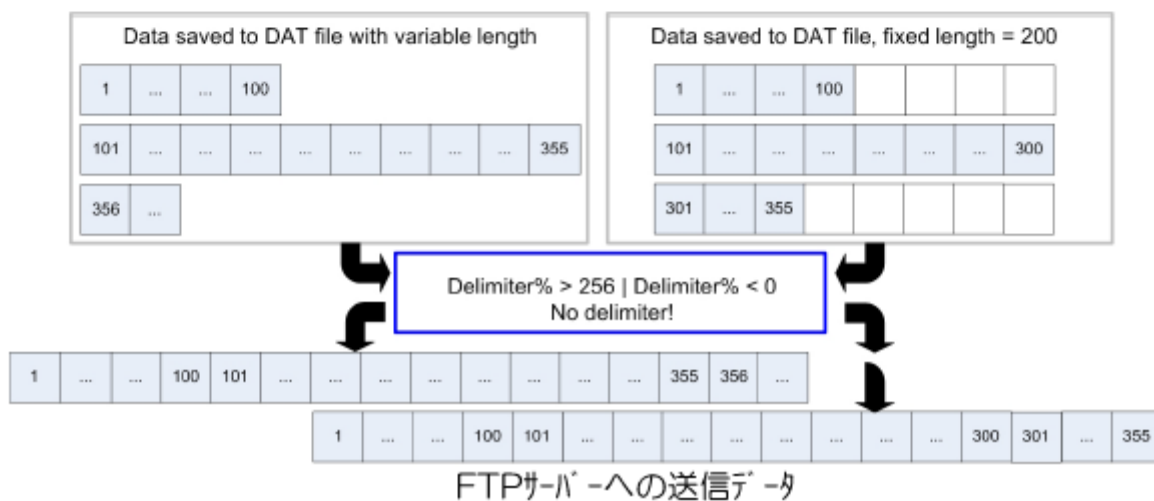 Data saved to DAT file with variable length
1 ... ... 100
101 ... ... ... ... ... ... ... ... 355
356 ...
Data saved to DAT file, fixed length = 200
1 ... ... 100
101 ... ... ... ... ... ... 300
301 ... 355
Delimiter% > 256 | Delimiter% < 0
No delimiter!
1 ... ... 100 101 ... ... ... ... ... ... ... ... 355 356 ...
1 ... ... 100 101 ... ... ... ... ... ... ... ... 300 301 ... 355
FTPサーバーへの送信データ